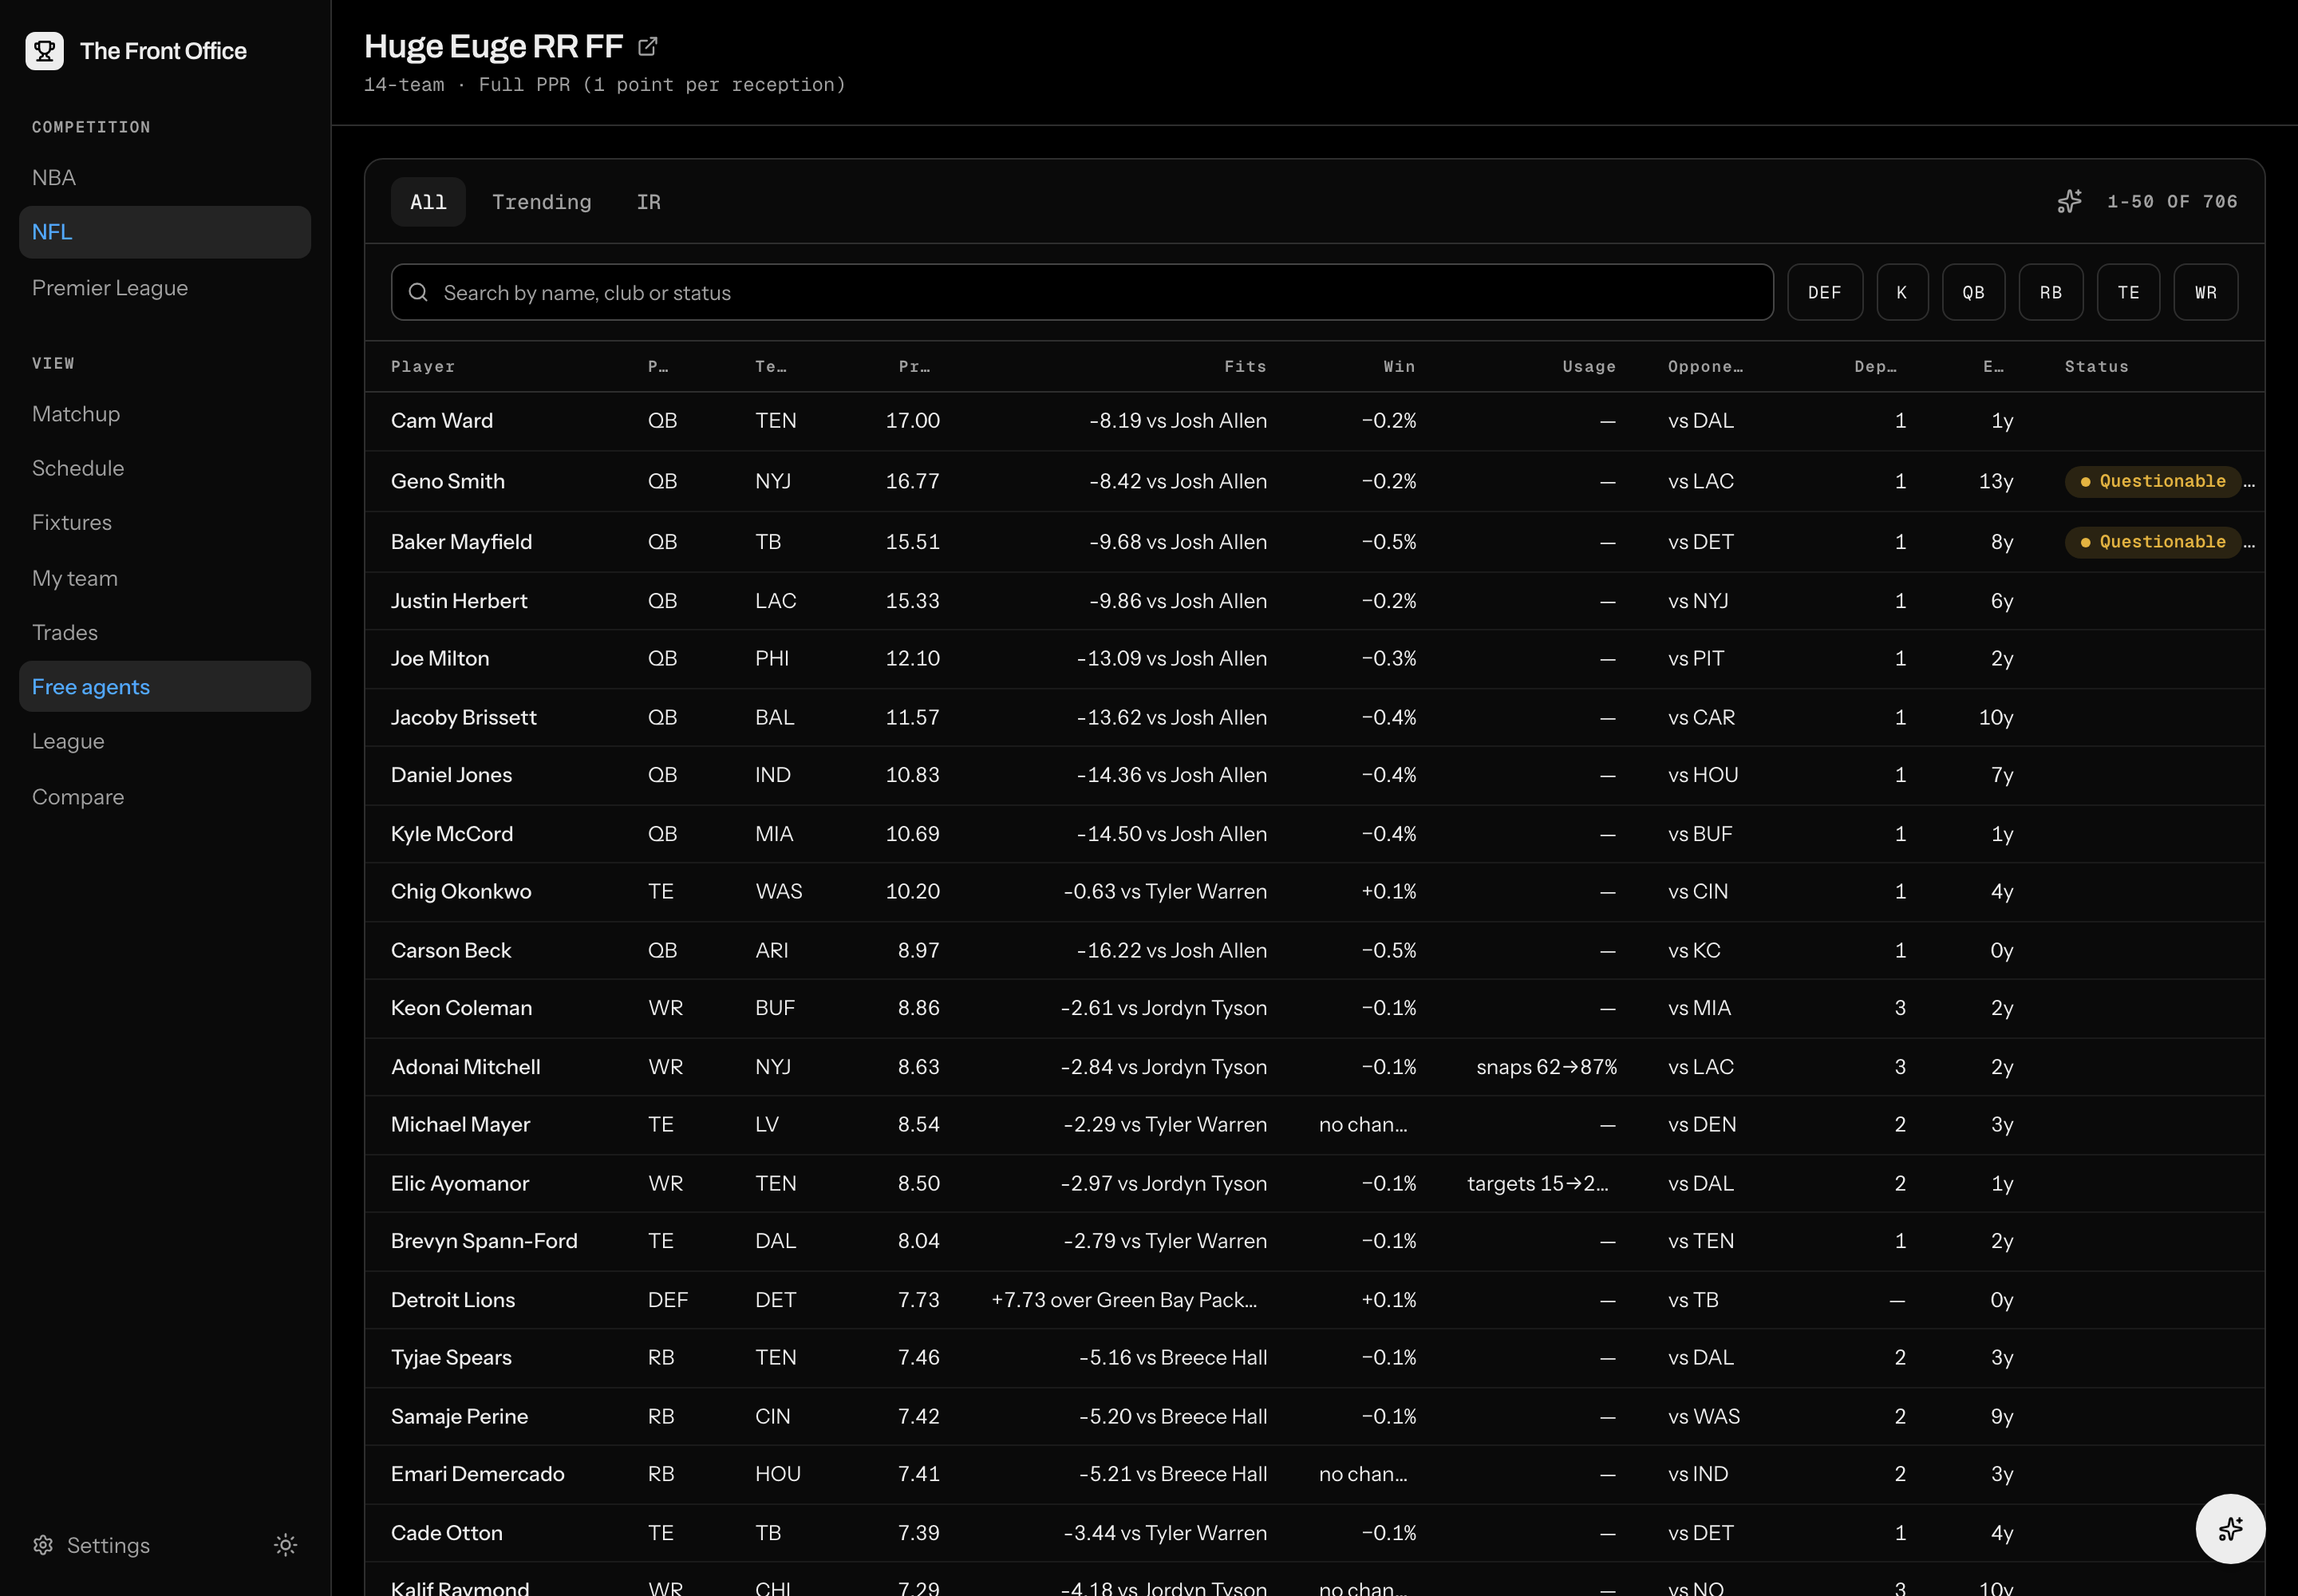 The Front Office
COMPETITION
NBA
NFL
Premier League
VIEW
Matchup
Schedule
Fixtures
My team
Trades
Free agents
League
Compare
Settings
Huge Euge RR FF
14-team · Full PPR (1 point per reception)
All Trending IR 1-50 OF 706
Search by name, club or status DEF K QB RB TE WR
Player P… Te… Pr… Fits Win Usage Oppone… Dep… E… Status
Cam Ward QB TEN 17.00 -8.19 vs Josh Allen −0.2% — vs DAL 1 1y
Geno Smith QB NYJ 16.77 -8.42 vs Josh Allen −0.2% — vs LAC 1 13y Questionable …
Baker Mayfield QB TB 15.51 -9.68 vs Josh Allen −0.5% — vs DET 1 8y Questionable …
Justin Herbert QB LAC 15.33 -9.86 vs Josh Allen −0.2% — vs NYJ 1 6y
Joe Milton QB PHI 12.10 -13.09 vs Josh Allen −0.3% — vs PIT 1 2y
Jacoby Brissett QB BAL 11.57 -13.62 vs Josh Allen −0.4% — vs CAR 1 10y
Daniel Jones QB IND 10.83 -14.36 vs Josh Allen −0.4% — vs HOU 1 7y
Kyle McCord QB MIA 10.69 -14.50 vs Josh Allen −0.4% — vs BUF 1 1y
Chig Okonkwo TE WAS 10.20 -0.63 vs Tyler Warren +0.1% — vs CIN 1 4y
Carson Beck QB ARI 8.97 -16.22 vs Josh Allen −0.5% — vs KC 1 0y
Keon Coleman WR BUF 8.86 -2.61 vs Jordyn Tyson −0.1% — vs MIA 3 2y
Adonai Mitchell WR NYJ 8.63 -2.84 vs Jordyn Tyson −0.1% snaps 62→87% vs LAC 3 2y
Michael Mayer TE LV 8.54 -2.29 vs Tyler Warren no chan… — vs DEN 2 3y
Elic Ayomanor WR TEN 8.50 -2.97 vs Jordyn Tyson −0.1% targets 15→2… vs DAL 2 1y
Brevyn Spann-Ford TE DAL 8.04 -2.79 vs Tyler Warren −0.1% — vs TEN 1 2y
Detroit Lions DEF DET 7.73 +7.73 over Green Bay Pack… +0.1% — vs TB — 0y
Tyjae Spears RB TEN 7.46 -5.16 vs Breece Hall −0.1% — vs DAL 2 3y
Samaje Perine RB CIN 7.42 -5.20 vs Breece Hall −0.1% — vs WAS 2 9y
Emari Demercado RB HOU 7.41 -5.21 vs Breece Hall no chan… — vs IND 2 3y
Cade Otton TE TB 7.39 -3.44 vs Tyler Warren −0.1% — vs DET 1 4y
Kalif Raymond WR CHI 7.29 -4.18 vs Jordyn Tyson no chan… — vs NO 3 10y